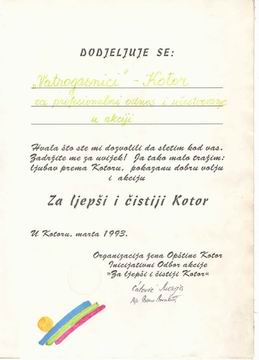 DODJELJUJE SE:
„Vatrogasnici" - Kotor
za profesionalni odnos i učestvovanje
u akciji
Hvala što ste mi dozvolili da sletim kod vas.
Zadržite me za uvijek! Ja tako malo tražim:
ljubav prema Kotoru, pokazanu dobru volju
i akciju
Za ljepši i čistiji Kotor
U Kotoru, marta 1993.
Organizacija žena Opštine Kotor
Inicijativni Odbor akcije
"Za ljepši i čistiji Kotor"